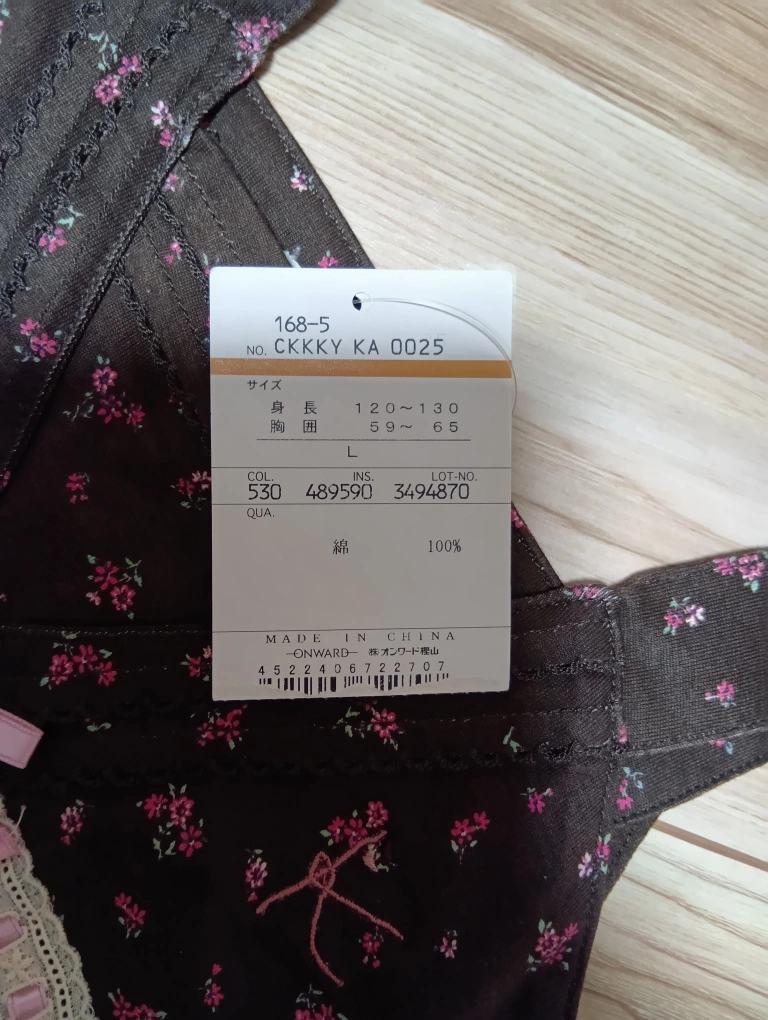 168-5
NO. CKKKY KA 0025
サイズ
身 長 120～130
胸 囲 59～ 65
L
COL. INS. LOT-NO.
530 489590 3494870
QUA.
綿 100%
MADE IN CHINA
ONWARD ㈱オンワード樫山
4522406722707